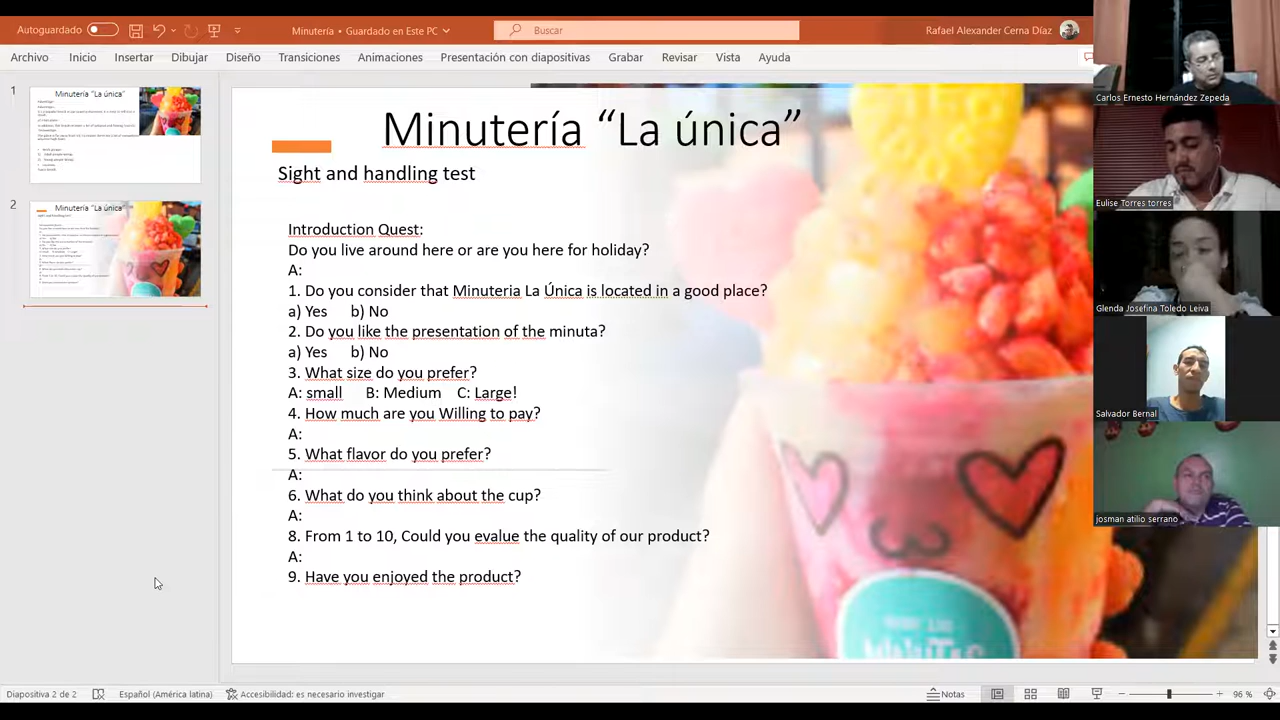 Autoguardado
Minutería • Guardado en Este PC
Buscar
Rafael Alexander Cerna Díaz
Archivo Inicio Insertar Dibujar Diseño Transiciones Animaciones Presentación con diapositivas Grabar Revisar Vista Ayuda
1
Minutería “La única”
2
Minutería “La única”
Minutería “La única”
Sight and handling test
Introduction Quest:
Do you live around here or are you here for holiday?
A:
1. Do you consider that Minuteria La Única is located in a good place?
a) Yes b) No
2. Do you like the presentation of the minuta?
a) Yes b) No
3. What size do you prefer?
A: small B: Medium C: Large!
4. How much are you Willing to pay?
A:
5. What flavor do you prefer?
A:
6. What do you think about the cup?
A:
8. From 1 to 10, Could you evalue the quality of our product?
A:
9. Have you enjoyed the product?
Carlos Ernesto Hernández Zepeda
Eulise Torres torres
Glenda Josefina Toledo Leiva
Salvador Bernal
josman atilio serrano
Diapositiva 2 de 2 Español (América latina) Accesibilidad: es necesario investigar Notas 96 %